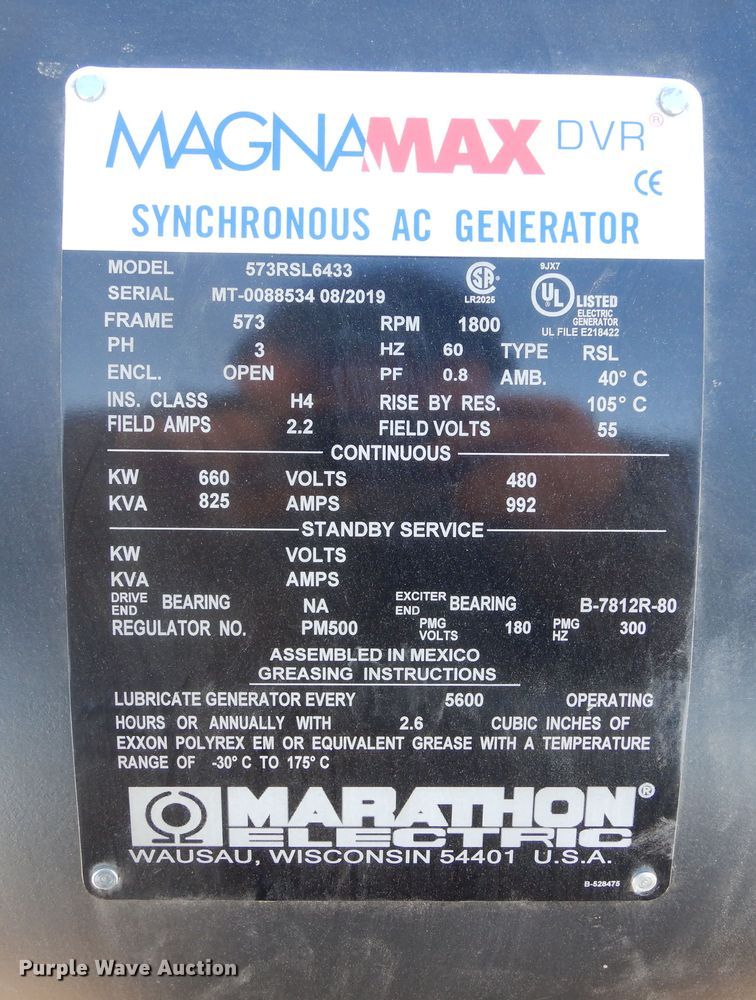 MAGNAMAX DVR®
CE
SYNCHRONOUS AC GENERATOR
MODEL 573RSL6433
SERIAL MT-0088534 08/2019
SA LR2025
9JX7
UL LISTED
ELECTRIC
GENERATOR
UL FILE E218422
FRAME 573 RPM 1800
PH 3 HZ 60 TYPE RSL
ENCL. OPEN PF 0.8 AMB. 40° C
INS. CLASS H4 RISE BY RES. 105° C
FIELD AMPS 2.2 FIELD VOLTS 55
CONTINUOUS
KW 660 VOLTS 480
KVA 825 AMPS 992
STANDBY SERVICE
KW VOLTS
KVA AMPS
DRIVE END BEARING NA EXCITER END BEARING B-7812R-80
REGULATOR NO. PM500 PMG VOLTS 180 PMG HZ 300
ASSEMBLED IN MEXICO
GREASING INSTRUCTIONS
LUBRICATE GENERATOR EVERY 5600 OPERATING
HOURS OR ANNUALLY WITH 2.6 CUBIC INCHES OF
EXXON POLYREX EM OR EQUIVALENT GREASE WITH A TEMPERATURE
RANGE OF -30° C TO 175° C
MARATHON®
ELECTRIC
WAUSAU, WISCONSIN 54401 U.S.A.
B-528475
Purple Wave Auction